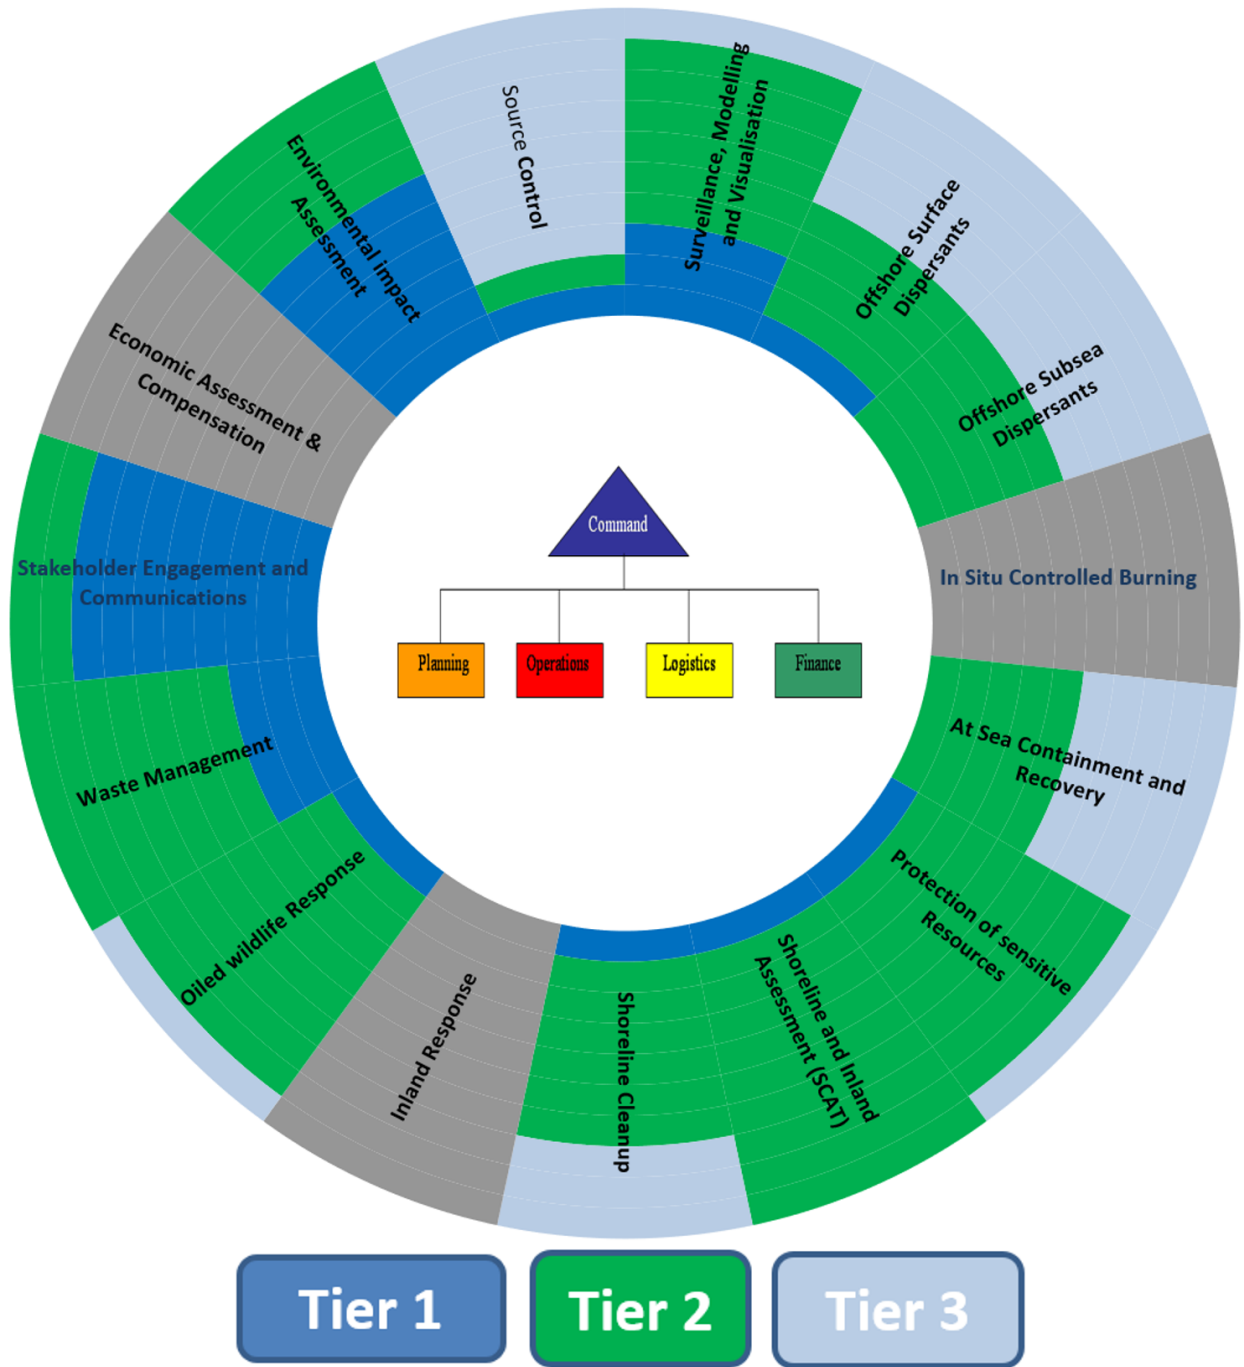 Source Control
Surveillance, Modelling
and Visualisation
Offshore Surface
Dispersants
Offshore Subsea
Dispersants
In Situ Controlled Burning
At Sea Containment and
Recovery
Protection of sensitive
Resources
Shoreline and Inland
Assessment (SCAT)
Shoreline Cleanup
Inland Response
Oiled wildlife Response
Waste Management
Stakeholder Engagement and
Communications
Economic Assessment &
Compensation
Environmental impact
Assessment
Command
Planning
Operations
Logistics
Finance
Tier 1
Tier 2
Tier 3